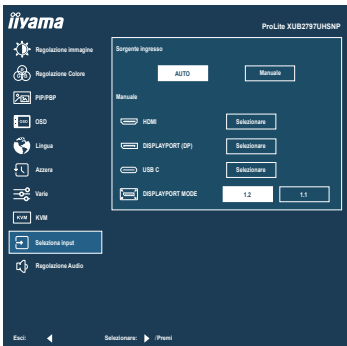 iiyama
ProLite XUB2797UHSNP
Regolazione Immagine
Sorgente ingresso
Regolazione Colore
AUTO
Manuale
PIP/PBP
Manuale
OSD
OSD
HDMI
Selezionare
Lingua
DISPLAYPORT (DP)
Selezionare
Azzera
USB C
Selezionare
Varie
DISPLAYPORT MODE
1.2
1.1
KVM
KVM
Seleziona input
Regolazione Audio
Esci:
Selezionare:
/Premi